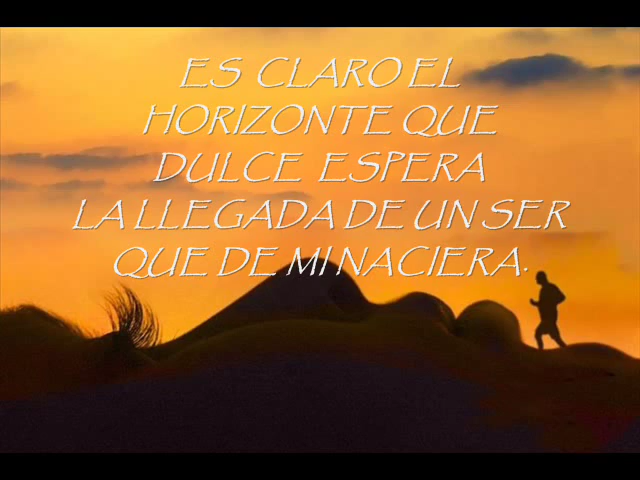 ES CLARO EL
HORIZONTE QUE
DULCE ESPERA
LA LLEGADA DE UN SER
QUE DE MI NACIERA.